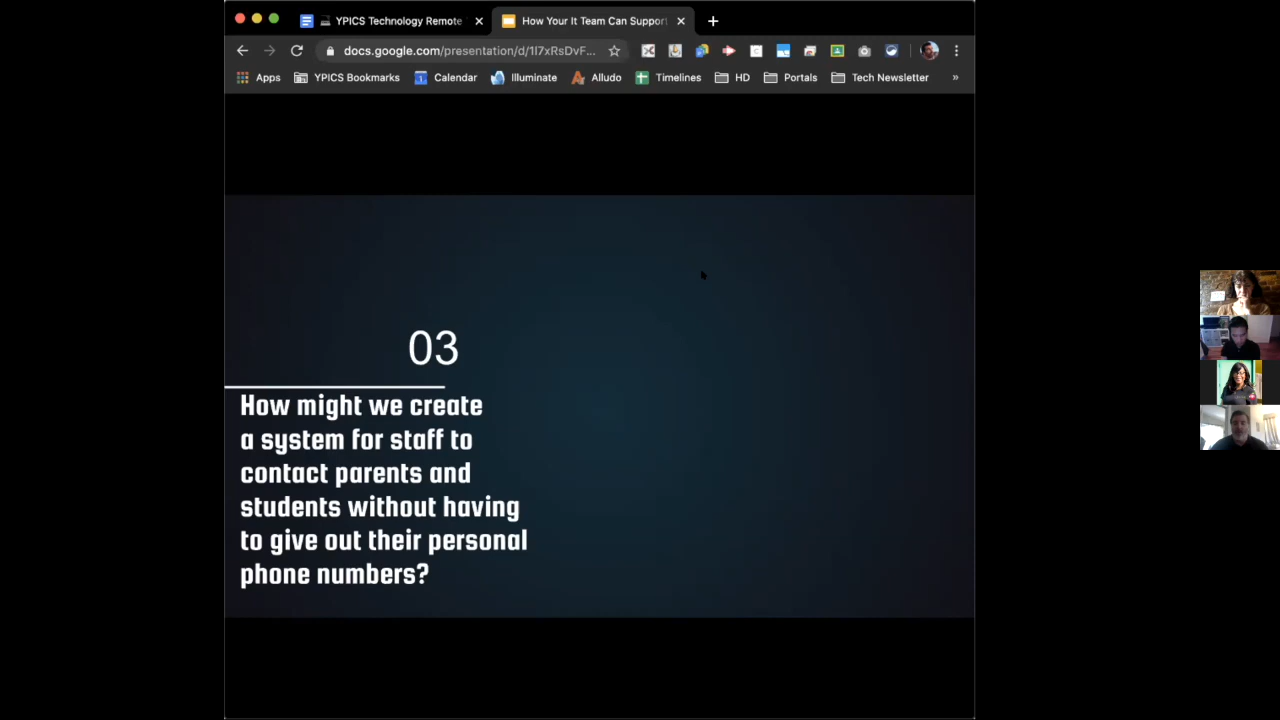 YPICS Technology Remote
How Your It Team Can Support
docs.google.com/presentation/d/1I7xRsDvF...
Apps
YPICS Bookmarks
Calendar
Illuminate
Alludo
Timelines
HD
Portals
Tech Newsletter
»
03
How might we create
a system for staff to
contact parents and
students without having
to give out their personal
phone numbers?